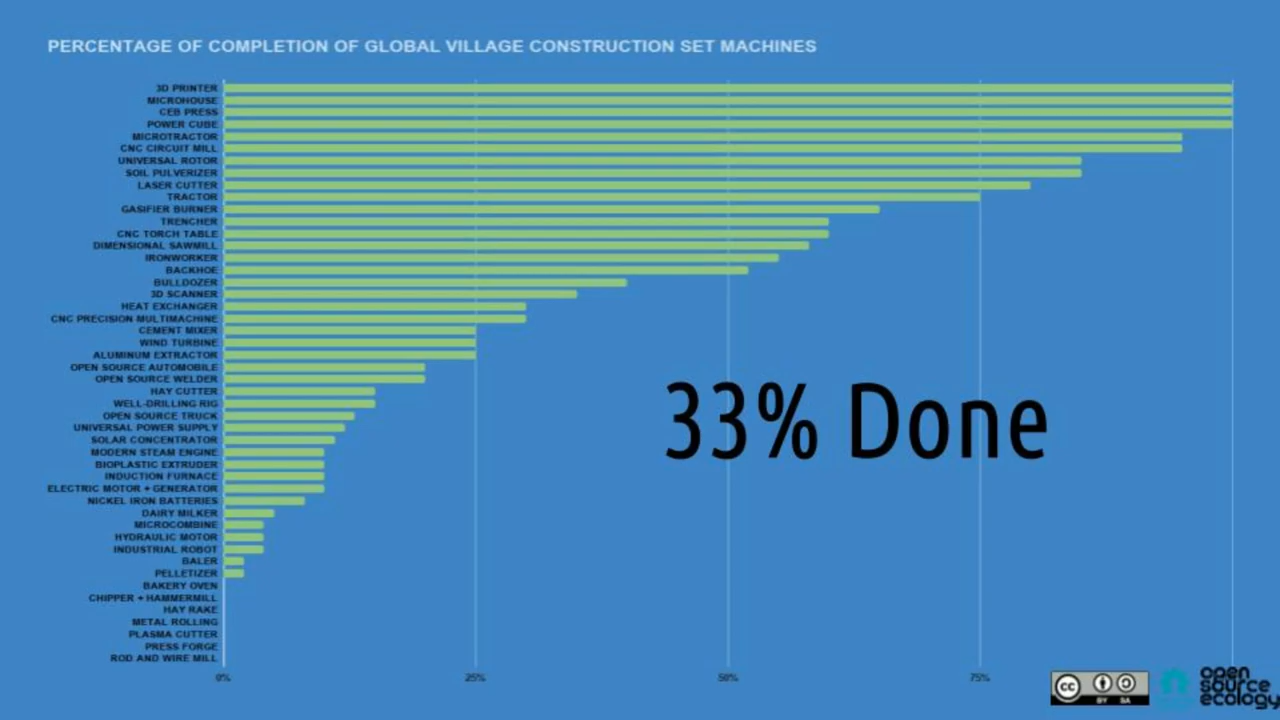 PERCENTAGE OF COMPLETION OF GLOBAL VILLAGE CONSTRUCTION SET MACHINES
3D PRINTER
MICROHOUSE
CEB PRESS
POWER CUBE
MICROTRACTOR
CNC CIRCUIT MILL
UNIVERSAL ROTOR
SOIL PULVERIZER
LASER CUTTER
TRACTOR
GASIFIER BURNER
TRENCHER
CNC TORCH TABLE
DIMENSIONAL SAWMILL
IRONWORKER
BACKHOE
BULLDOZER
3D SCANNER
HEAT EXCHANGER
CNC PRECISION MULTIMACHINE
CEMENT MIXER
WIND TURBINE
ALUMINUM EXTRACTOR
OPEN SOURCE AUTOMOBILE
OPEN SOURCE WELDER
HAY CUTTER
WELL-DRILLING RIG
OPEN SOURCE TRUCK
UNIVERSAL POWER SUPPLY
SOLAR CONCENTRATOR
MODERN STEAM ENGINE
BIOPLASTIC EXTRUDER
INDUCTION FURNACE
ELECTRIC MOTOR + GENERATOR
NICKEL IRON BATTERIES
DAIRY MILKER
MICROCOMBINE
HYDRAULIC MOTOR
INDUSTRIAL ROBOT
BALER
PELLETIZER
BAKERY OVEN
CHIPPER + HAMMERMILL
HAY RAKE
METAL ROLLING
PLASMA CUTTER
PRESS FORGE
ROD AND WIRE MILL
0% 25% 50% 75%
33% Done
cc BY SA
open
source
ecology